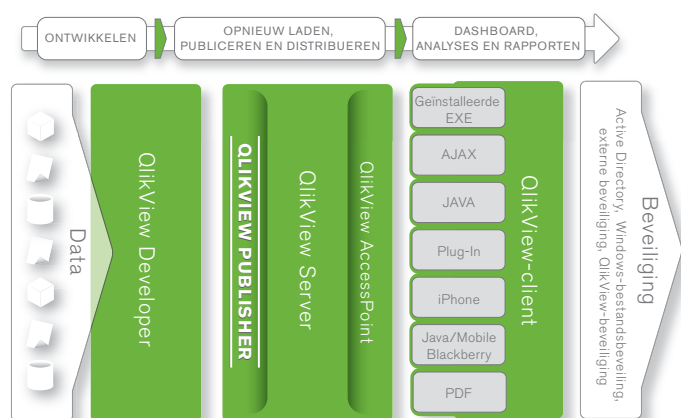 ONTWIKKELEN
OPNIEUW LADEN,
PUBLICEREN EN DISTRIBUEREN
DASHBOARD,
ANALYSES EN RAPPORTEN
Data
QlikView Developer
QLIKVIEW PUBLISHER
QlikView Server
QlikView AccessPoint
Geïnstalleerde
EXE
AJAX
JAVA
Plug-In
iPhone
Java/Mobile
Blackberry
PDF
QlikView-client
Beveiliging
Active Directory, Windows-bestandsbeveiling,
externe beveiliging, QlikView-beveiliging